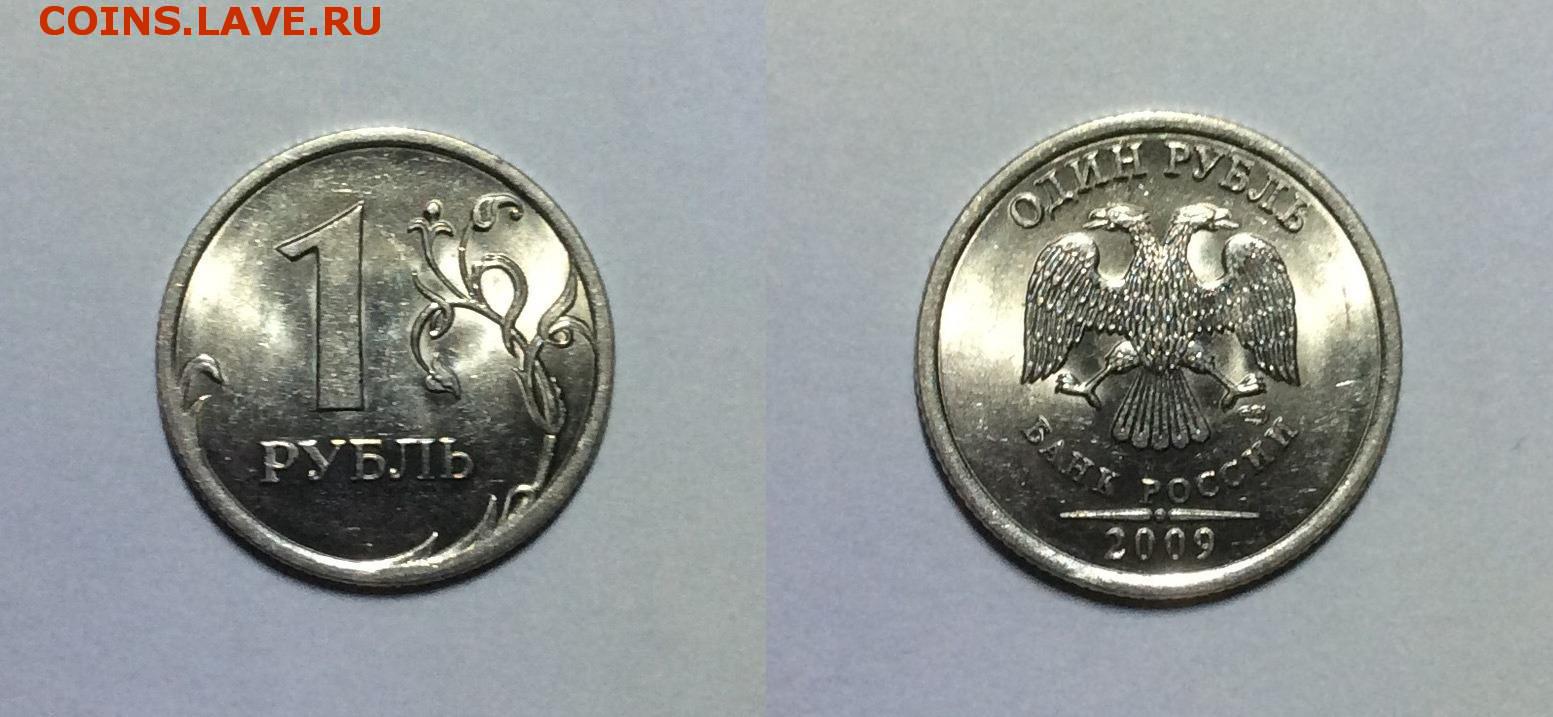 COINS.LAVE.RU
1
РУБЛЬ
ОДИН РУБЛЬ
БАНК РОССИИ
2009